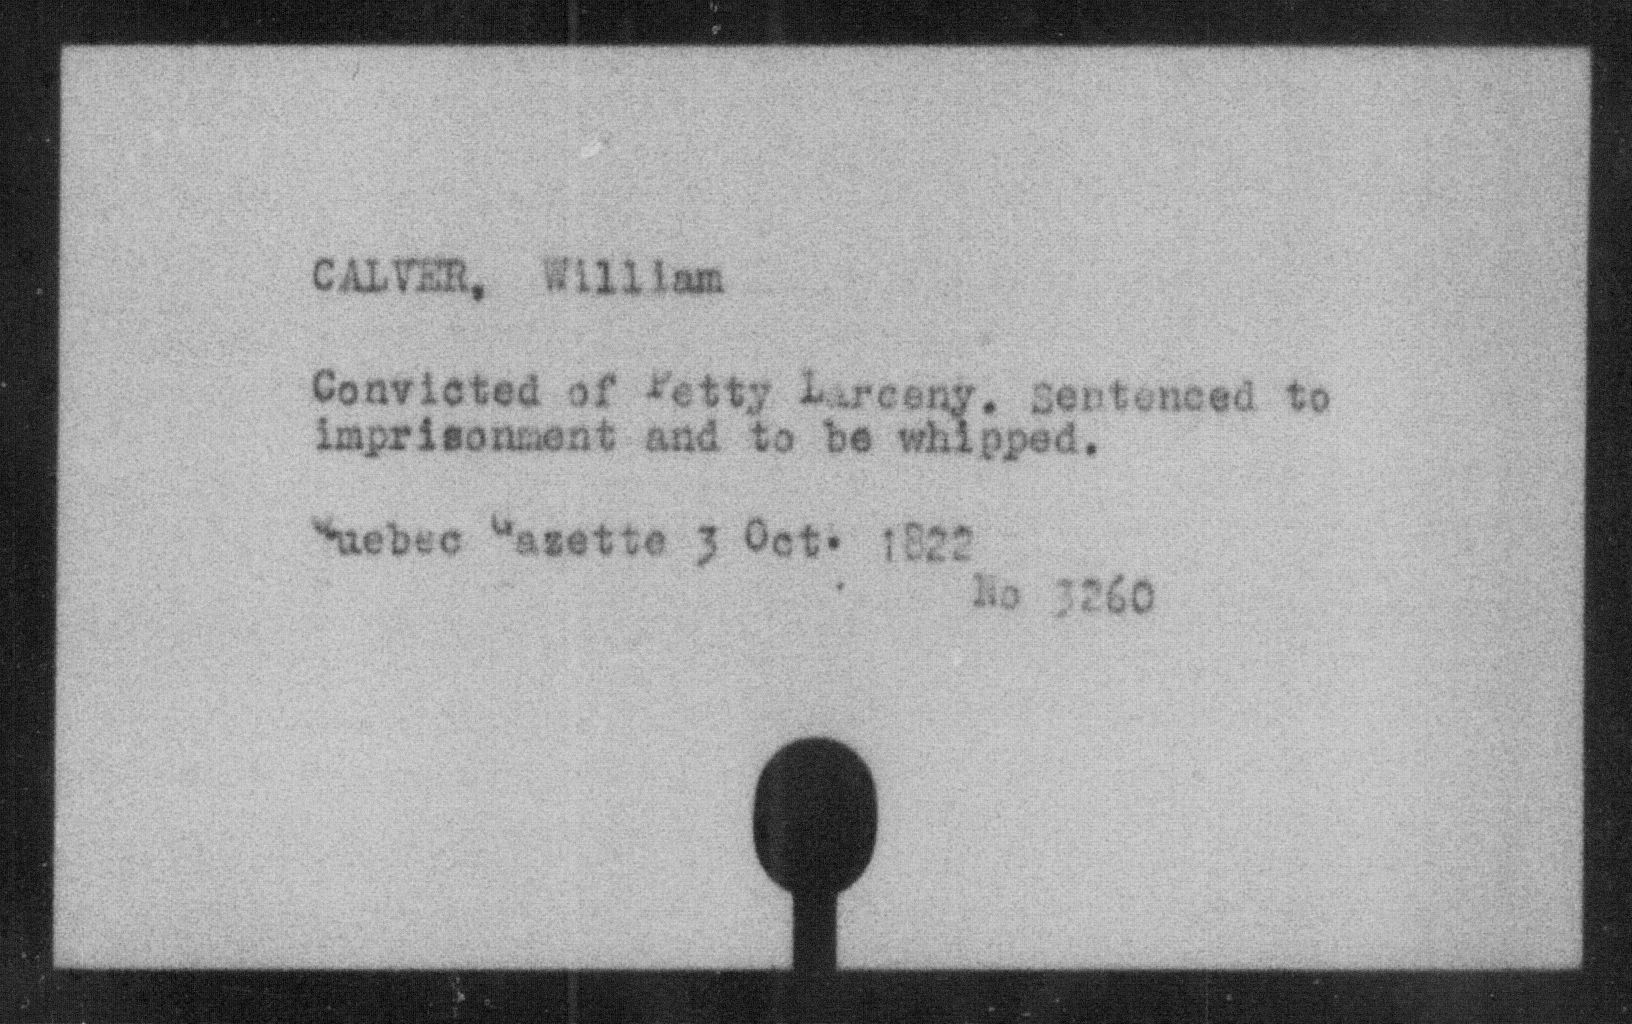 CALVER, William
Convicted of Petty Larceny. Sentenced to
imprisonment and to be whipped.
Quebec Gazette 3 Oct. 1822
No 3260